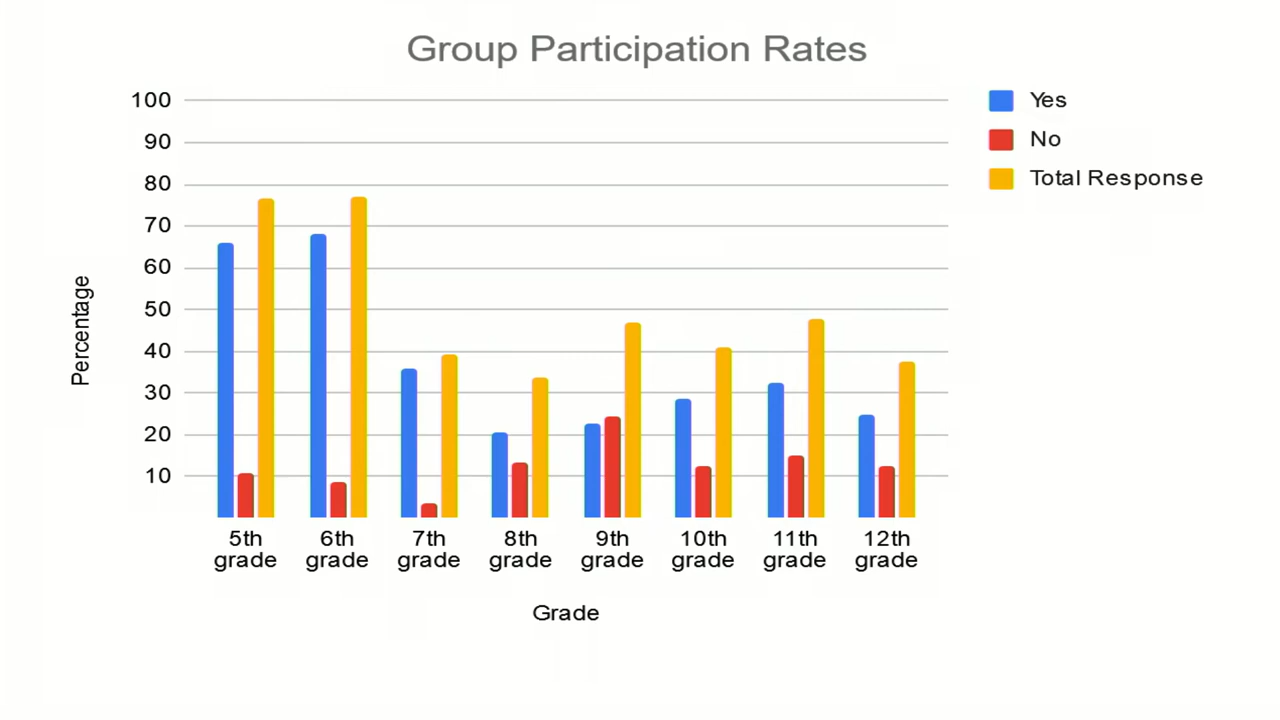 Group Participation Rates
100
90
80
70
60
50
40
30
20
10
Percentage
5th grade
6th grade
7th grade
8th grade
9th grade
10th grade
11th grade
12th grade
Grade
Yes
No
Total Response